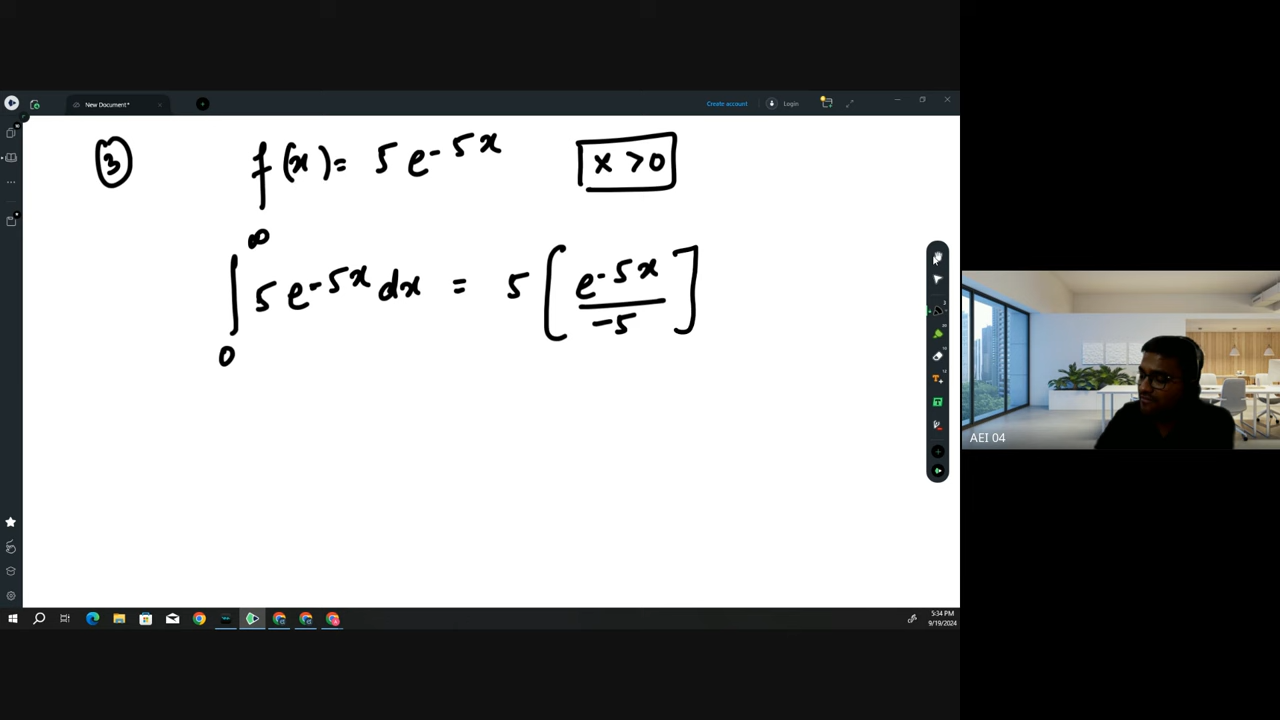 New Document*
Create account
Login
③ f(x) = 5e^{-5x} x > 0
∫_0^∞ 5e^{-5x} dx = 5 [ e^{-5x} / -5 ]
AEI 04
5:34 PM
9/19/2024